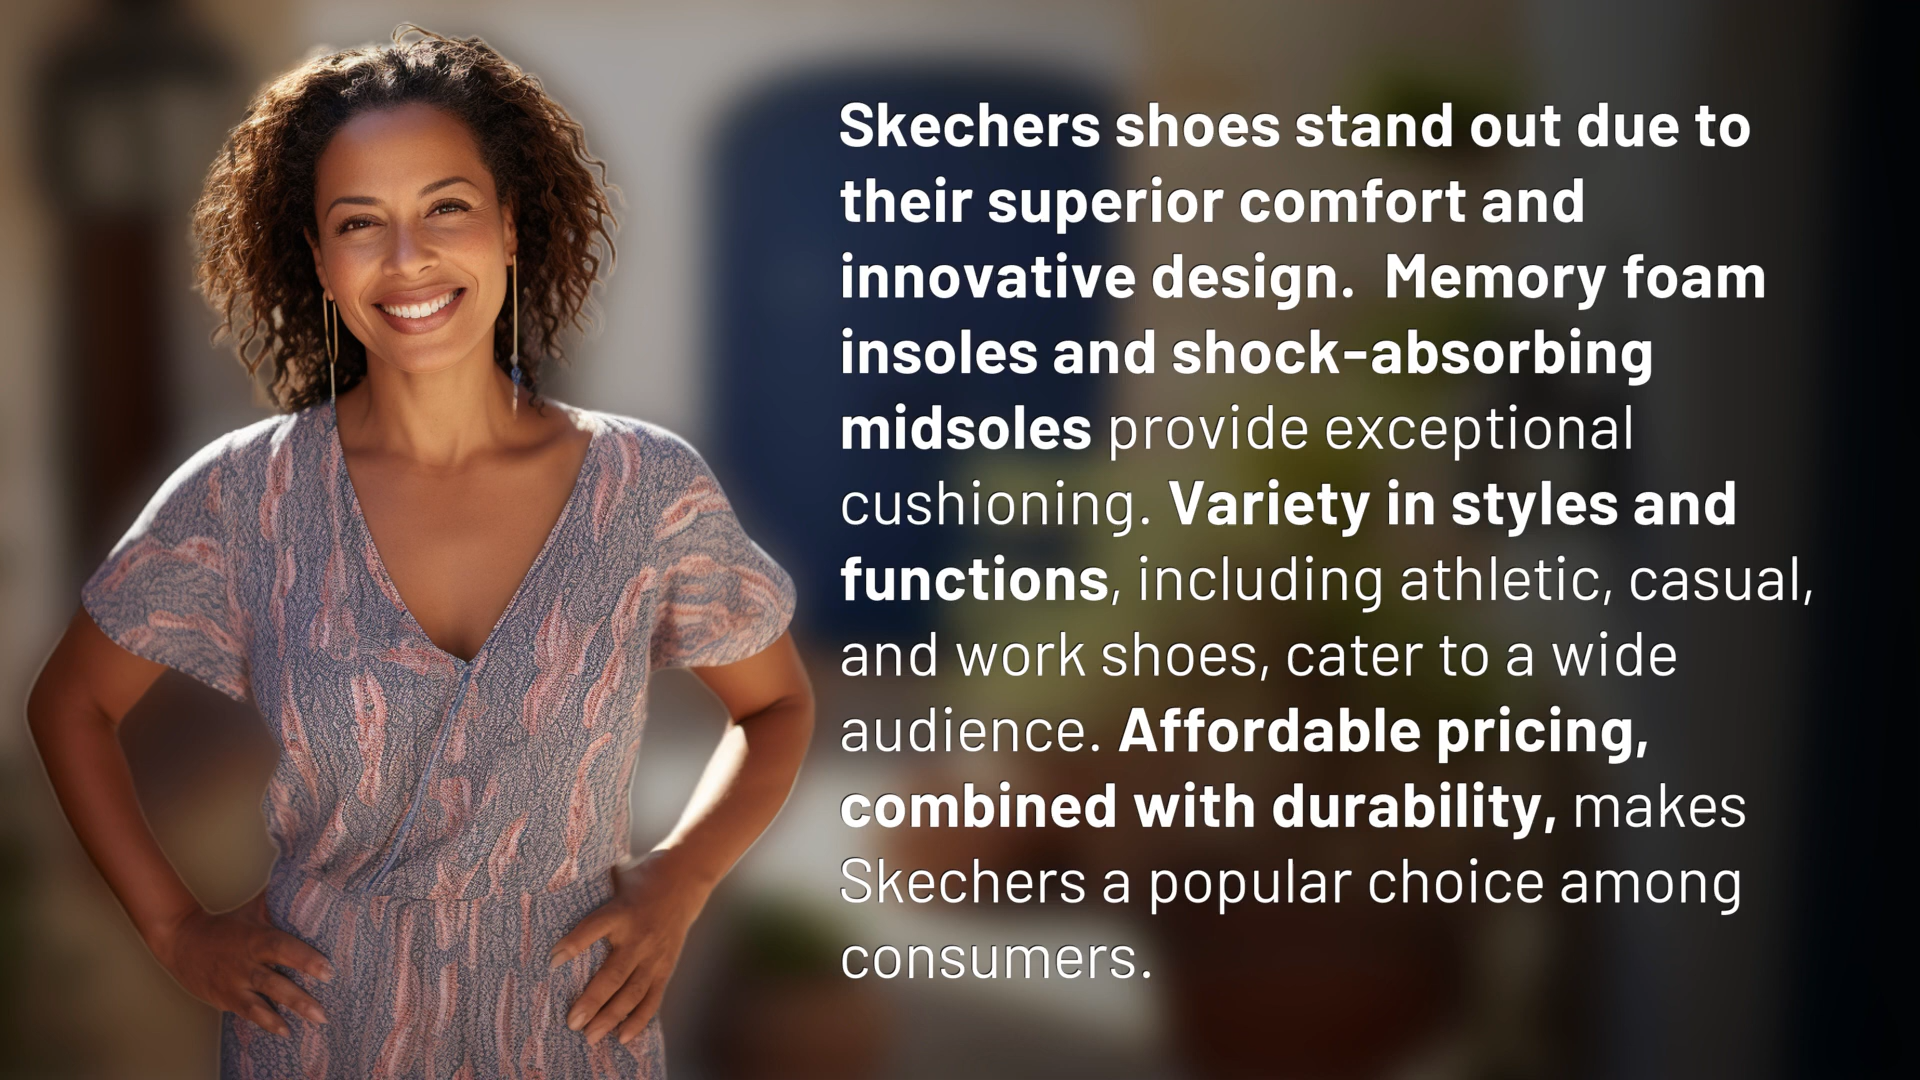 Skechers shoes stand out due to
their superior comfort and
innovative design.  Memory foam
insoles and shock-absorbing
midsoles provide exceptional
cushioning. Variety in styles and
functions, including athletic, casual,
and work shoes, cater to a wide
audience. Affordable pricing,
combined with durability, makes
Skechers a popular choice among
consumers.